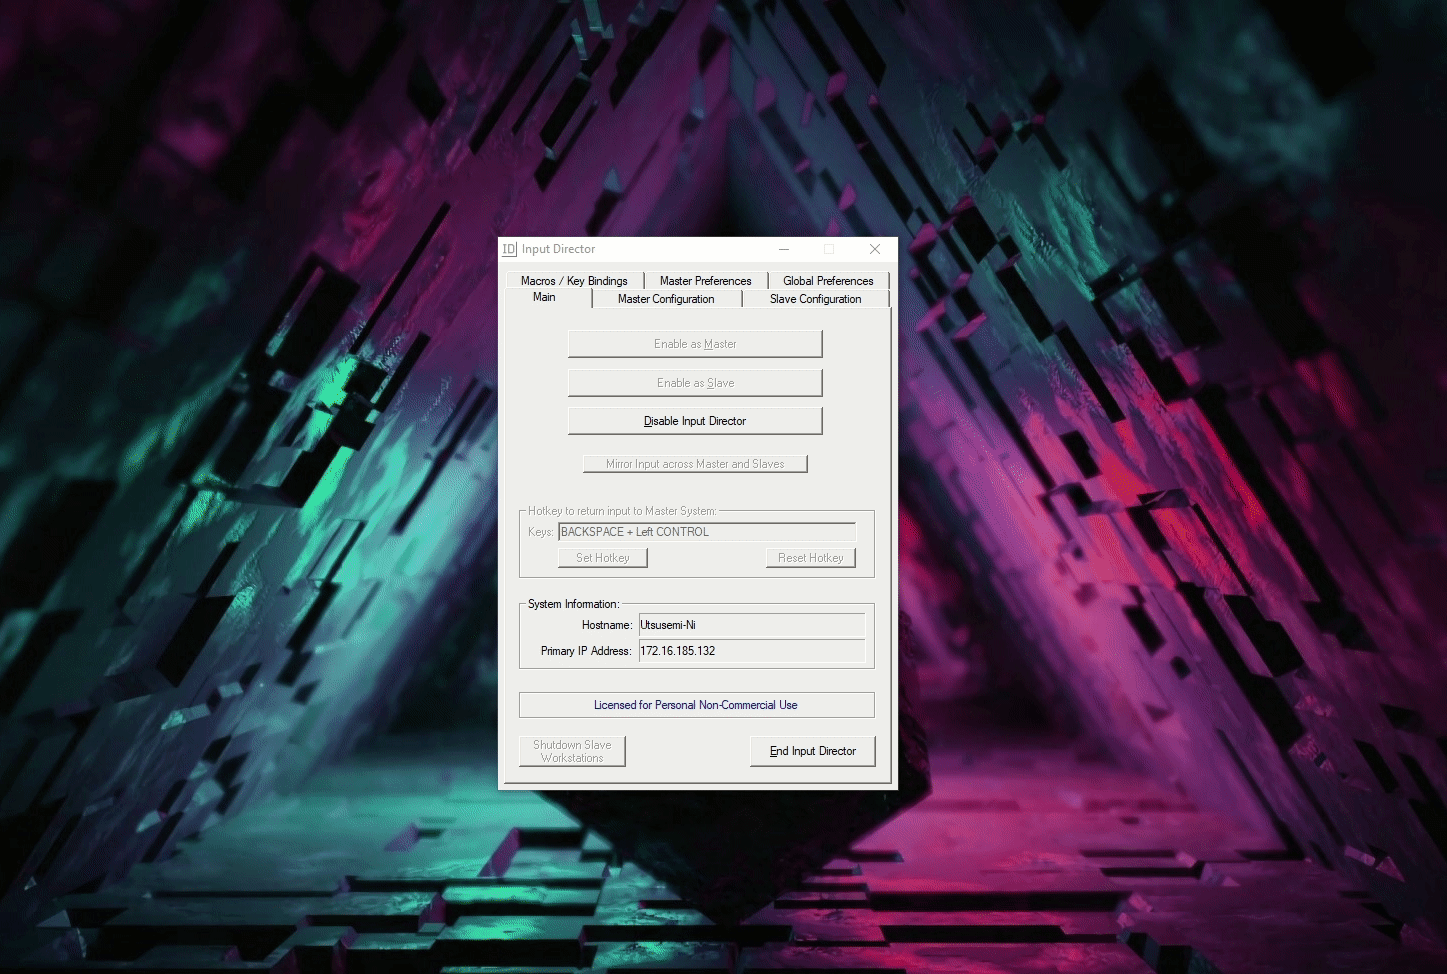 ID Input Director
Macros / Key Bindings Master Preferences Global Preferences
Main Master Configuration Slave Configuration
Enable as Master
Enable as Slave
Disable Input Director
Mirror Input across Master and Slaves
Hotkey to return input to Master System:
Keys: BACKSPACE + Left CONTROL
Set Hotkey Reset Hotkey
System Information:
Hostname: Utsusemi-Ni
Primary IP Address: 172.16.185.132
Licensed for Personal Non-Commercial Use
Shutdown Slave
Workstations
End Input Director